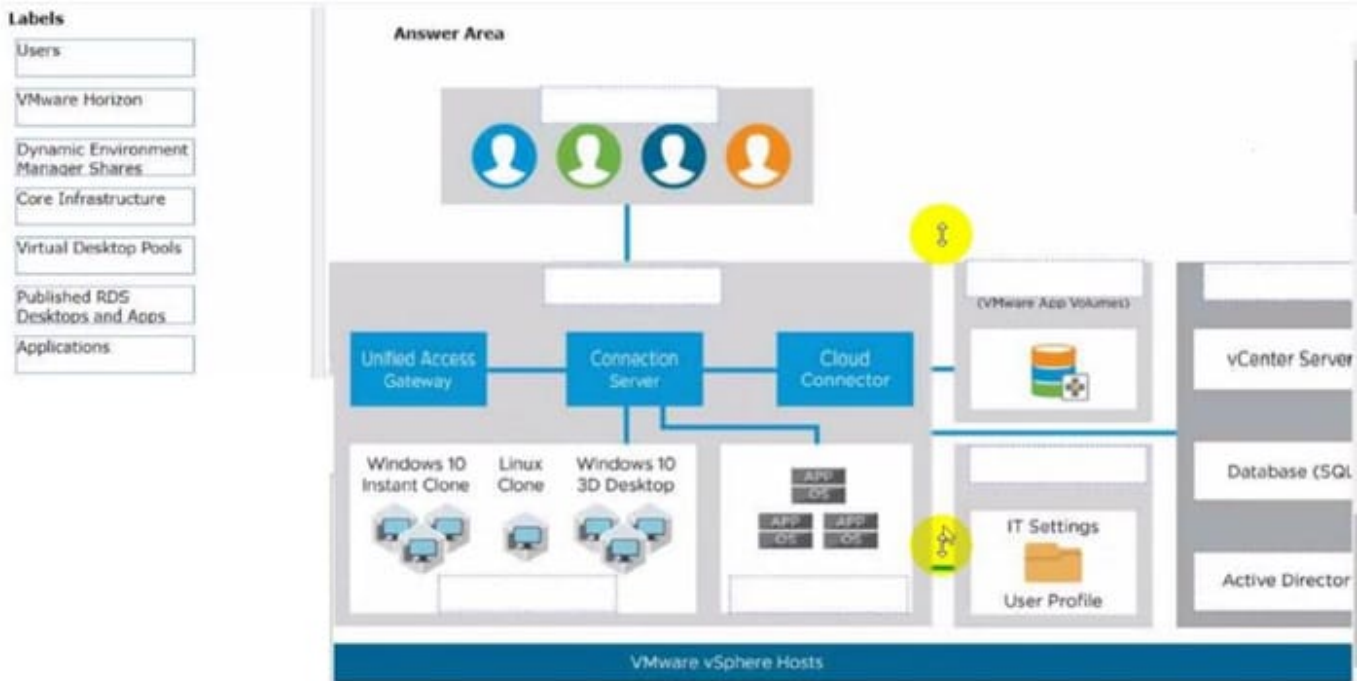 Labels
Users
VMware Horizon
Dynamic Environment
Manager Shares
Core Infrastructure
Virtual Desktop Pools
Published RDS
Desktops and Apps
Applications
Answer Area
(VMware App Volumes)
Unified Access
Gateway
Connection
Server
Cloud
Connector
vCenter Server
Windows 10
Instant Clone
Linux
Clone
Windows 10
3D Desktop
APP
OS
APP
OS
APP
OS
Database (SQL
IT Settings
User Profile
Active Director
VMware vSphere Hosts